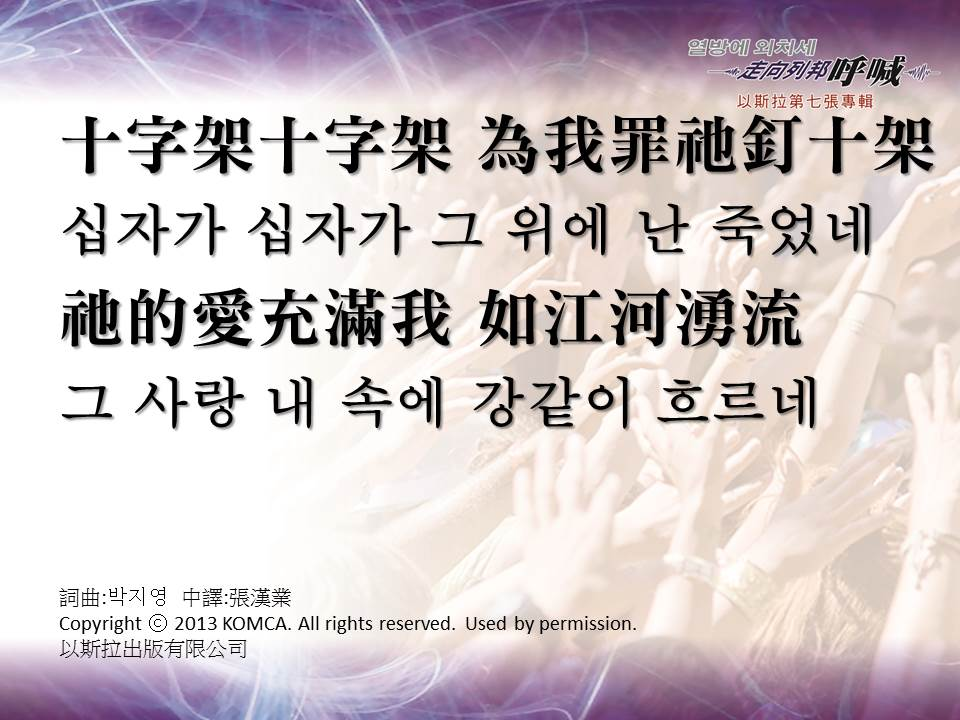 열방에 외치세
走向列邦呼喊
以斯拉第七張專輯
十字架十字架 為我罪祂釘十架
십자가 십자가 그 위에 난 죽었네
祂的愛充滿我 如江河湧流
그 사랑 내 속에 강같이 흐르네
詞曲:박지영 中譯:張漢業
Copyright ⓒ 2013 KOMCA. All rights reserved. Used by permission.
以斯拉出版有限公司